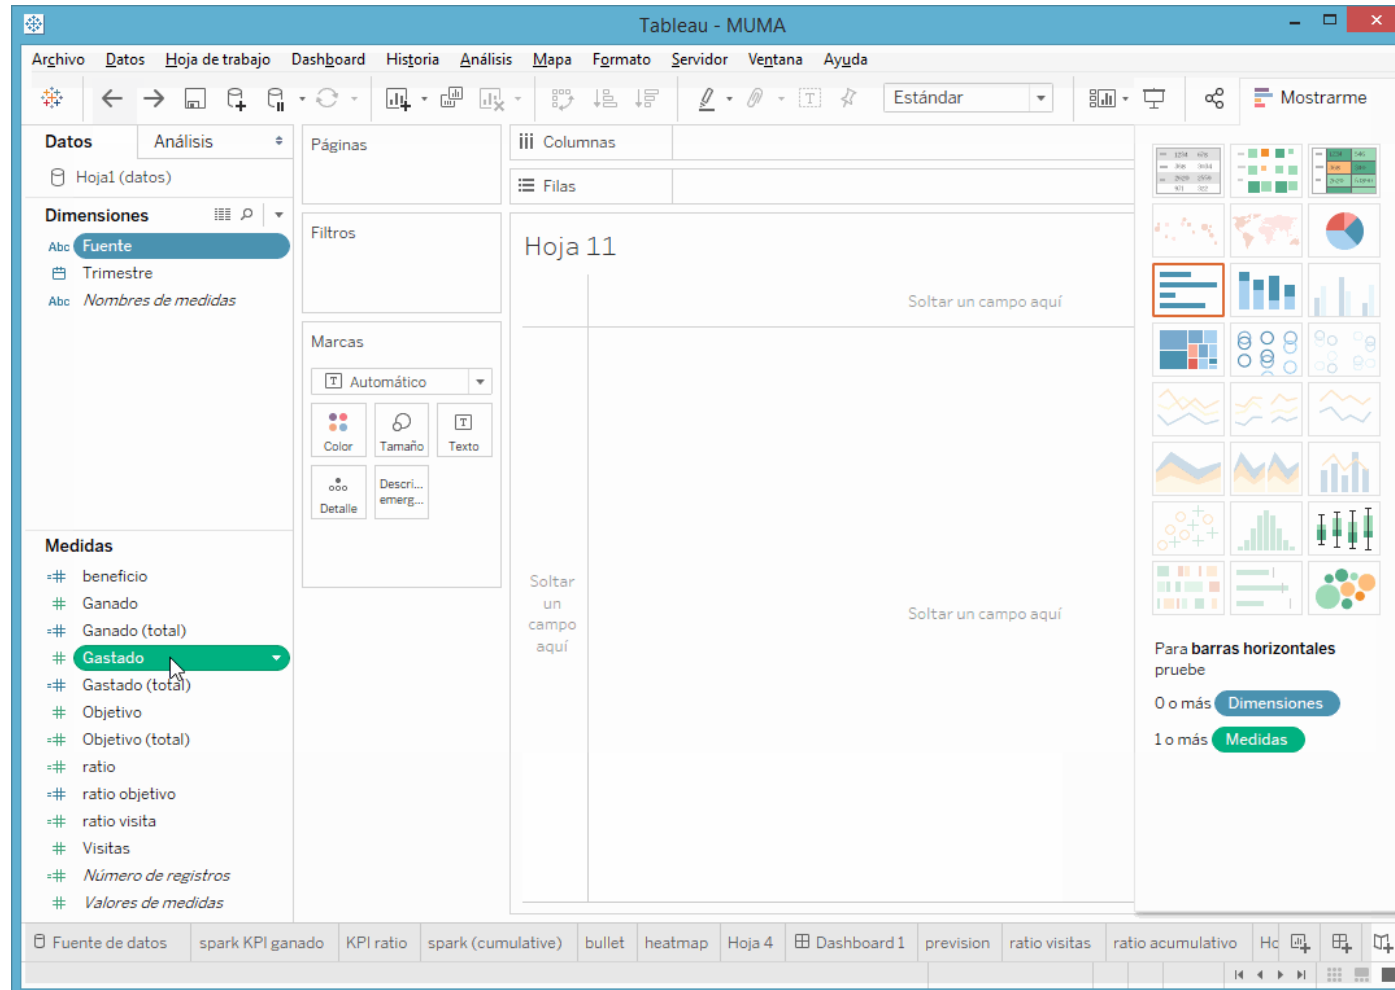 Tableau - MUMA
Archivo Datos Hoja de trabajo Dashboard Historia Análisis Mapa Formato Servidor Ventana Ayuda
Estándar
Mostrarme
Datos
Análisis
Hoja1 (datos)
Dimensiones
Abc Fuente
Trimestre
Abc Nombres de medidas
Medidas
beneficio
Ganado
Ganado (total)
Gastado
Gastado (total)
Objetivo
Objetivo (total)
ratio
ratio objetivo
ratio visita
Visitas
Número de registros
Valores de medidas
Páginas
Filtros
Marcas
Automático
Color
Tamaño
Texto
Detalle
Descri...
emerg...
Columnas
Filas
Hoja 11
Soltar un campo aquí
Soltar
un
campo
aquí
Soltar un campo aquí
Para barras horizontales
pruebe
0 o más Dimensiones
1 o más Medidas
Fuente de datos spark KPI ganado KPI ratio spark (cumulative) bullet heatmap Hoja 4 Dashboard 1 prevision ratio visitas ratio acumulativo Ho